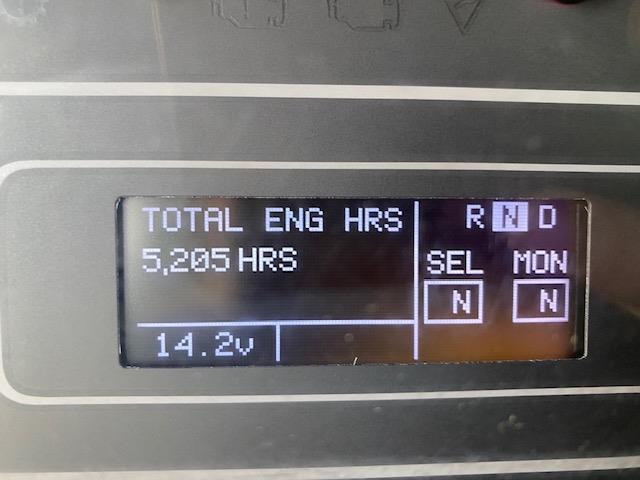 TOTAL ENG HRS
5,205 HRS
14.2v
R N D
SEL MON
N N